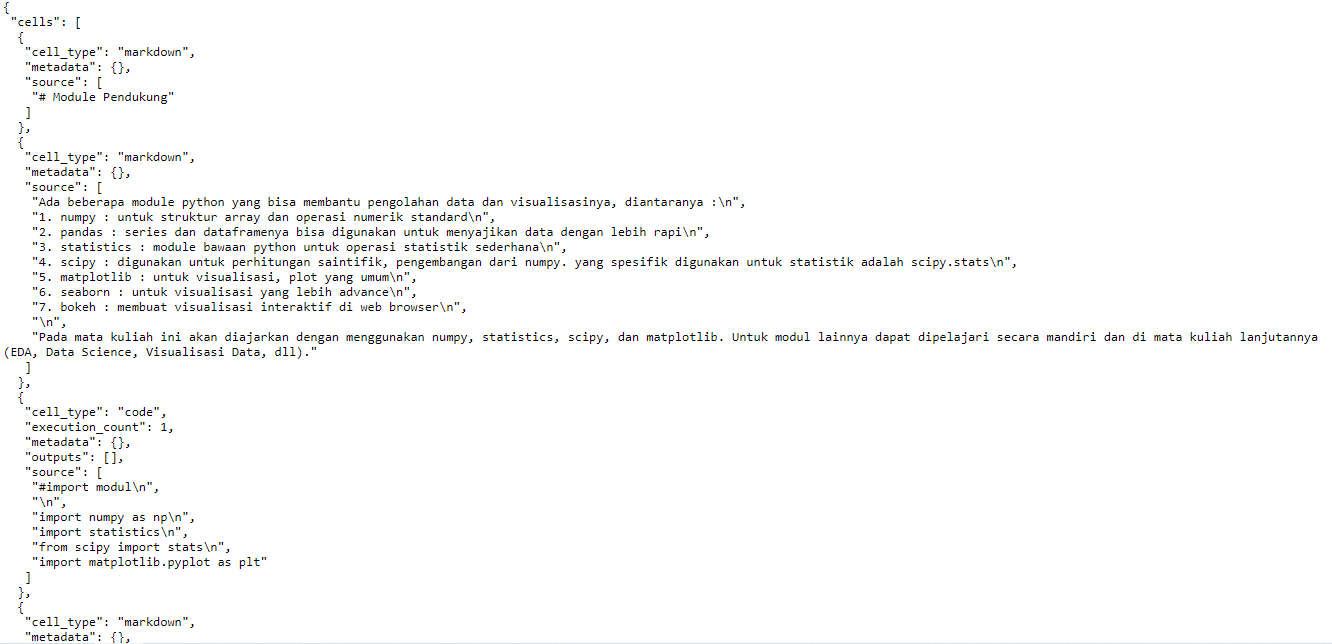 {
 "cells": [
  {
   "cell_type": "markdown",
   "metadata": {},
   "source": [
    "# Module Pendukung"
   ]
  },
  {
   "cell_type": "markdown",
   "metadata": {},
   "source": [
    "Ada beberapa module python yang bisa membantu pengolahan data dan visualisasinya, diantaranya :\n",
    "1. numpy : untuk struktur array dan operasi numerik standard\n",
    "2. pandas : series dan dataframenya bisa digunakan untuk menyajikan data dengan lebih rapi\n",
    "3. statistics : module bawaan python untuk operasi statistik sederhana\n",
    "4. scipy : digunakan untuk perhitungan saintifik, pengembangan dari numpy. yang spesifik digunakan untuk statistik adalah scipy.stats\n",
    "5. matplotlib : untuk visualisasi, plot yang umum\n",
    "6. seaborn : untuk visualisasi yang lebih advance\n",
    "7. bokeh : membuat visualisasi interaktif di web browser\n",
    "\n",
    "Pada mata kuliah ini akan diajarkan dengan menggunakan numpy, statistics, scipy, dan matplotlib. Untuk modul lainnya dapat dipelajari secara mandiri dan di mata kuliah lanjutannya
(EDA, Data Science, Visualisasi Data, dll)."
   ]
  },
  {
   "cell_type": "code",
   "execution_count": 1,
   "metadata": {},
   "outputs": [],
   "source": [
    "#import modul\n",
    "\n",
    "import numpy as np\n",
    "import statistics\n",
    "from scipy import stats\n",
    "import matplotlib.pyplot as plt"
   ]
  },
  {
   "cell_type": "markdown",
   "metadata": {},